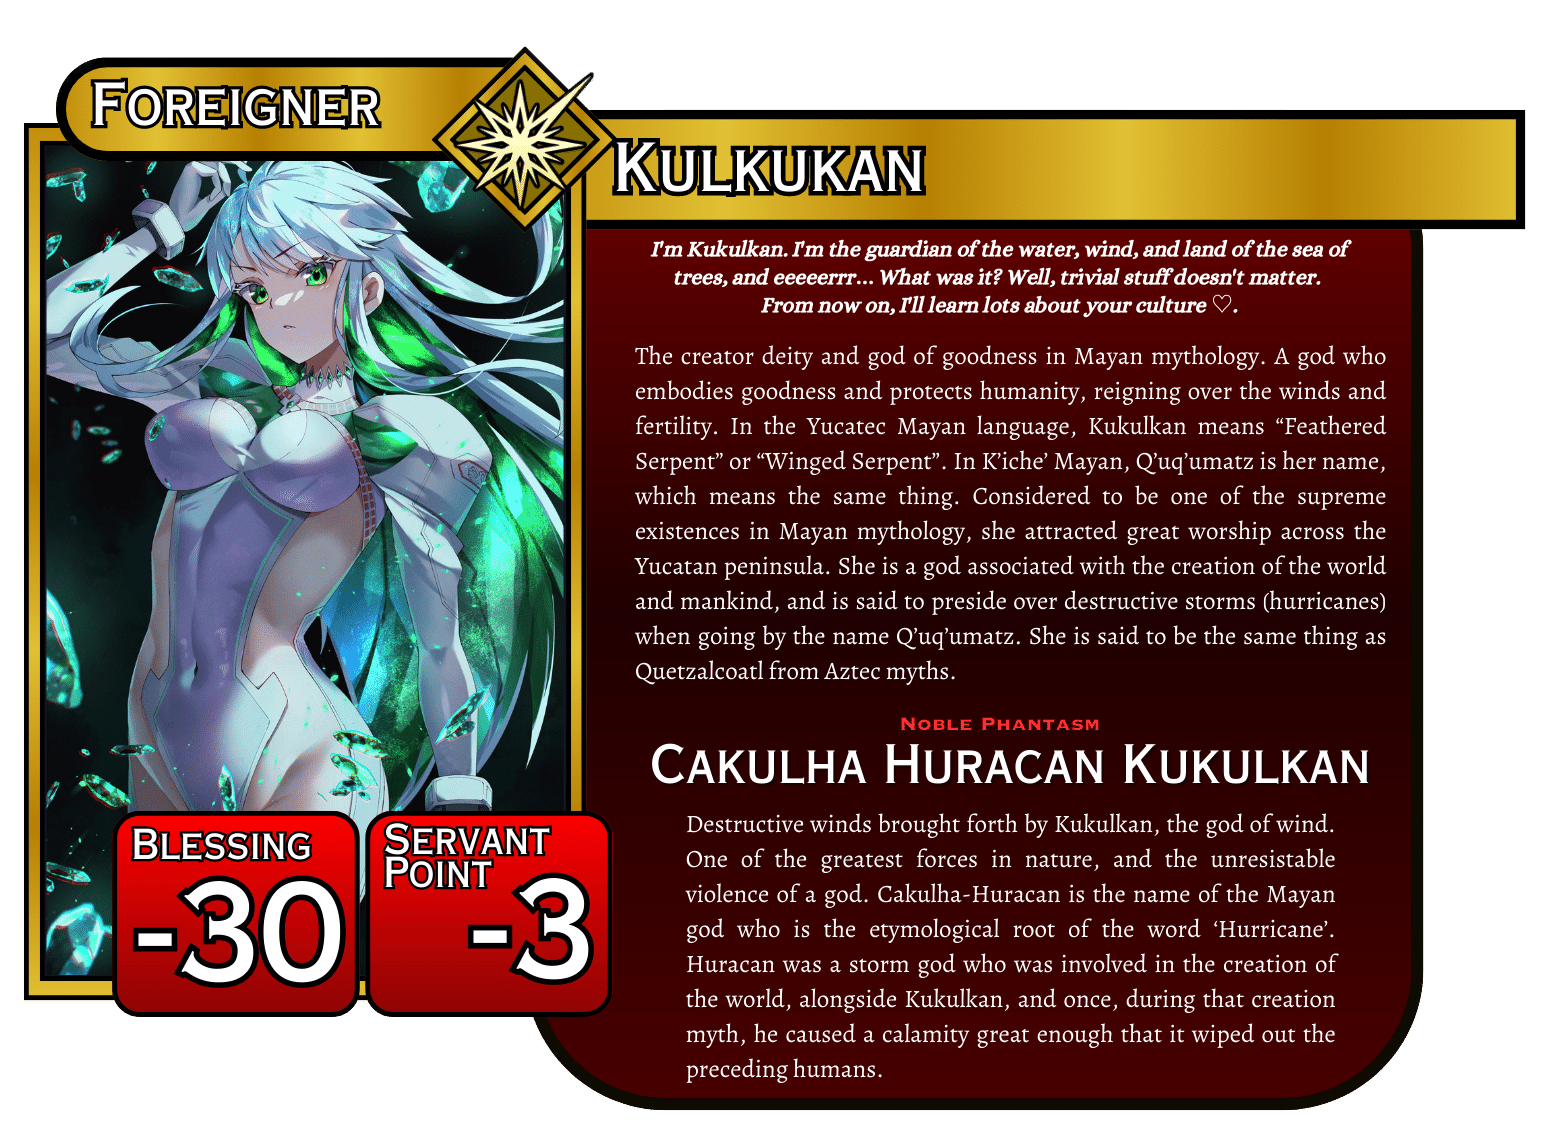 Foreigner
Kulkukan
I'm Kukulkan. I'm the guardian of the water, wind, and land of the sea of
trees, and eeeeerrr... What was it? Well, trivial stuff doesn't matter.
From now on, I'll learn lots about your culture ♡.
The creator deity and god of goodness in Mayan mythology. A god who
embodies goodness and protects humanity, reigning over the winds and
fertility. In the Yucatec Mayan language, Kukulkan means “Feathered
Serpent” or “Winged Serpent”. In K’iche’ Mayan, Q’uq’umatz is her name,
which means the same thing. Considered to be one of the supreme
existences in Mayan mythology, she attracted great worship across the
Yucatan peninsula. She is a god associated with the creation of the world
and mankind, and is said to preside over destructive storms (hurricanes)
when going by the name Q’uq’umatz. She is said to be the same thing as
Quetzalcoatl from Aztec myths.
Noble Phantasm
Cakulha Huracan Kukulkan
Destructive winds brought forth by Kukulkan, the god of wind.
One of the greatest forces in nature, and the unresistable
violence of a god. Cakulha-Huracan is the name of the Mayan
god who is the etymological root of the word ‘Hurricane’.
Huracan was a storm god who was involved in the creation of
the world, alongside Kukulkan, and once, during that creation
myth, he caused a calamity great enough that it wiped out the
preceding humans.
Blessing
-30
Servant
Point
-3